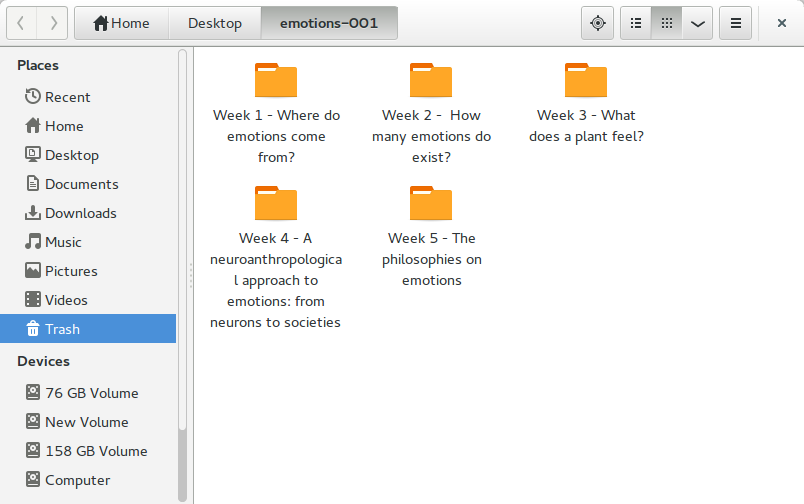 Home Desktop emotions-001
Places
Recent
Home
Desktop
Documents
Downloads
Music
Pictures
Videos
Trash
Devices
76 GB Volume
New Volume
158 GB Volume
Computer
Week 1 - Where do
emotions come
from?
Week 2 -  How
many emotions do
exist?
Week 3 - What
does a plant feel?
Week 4 - A
neuroanthropologica
l approach to
emotions: from
neurons to societies
Week 5 - The
philosophies on
emotions